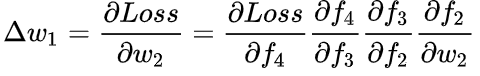 Δw₁ = ∂Loss/∂w₂ = ∂Loss/∂f₄ ∂f₄/∂f₃ ∂f₃/∂f₂ ∂f₂/∂w₂